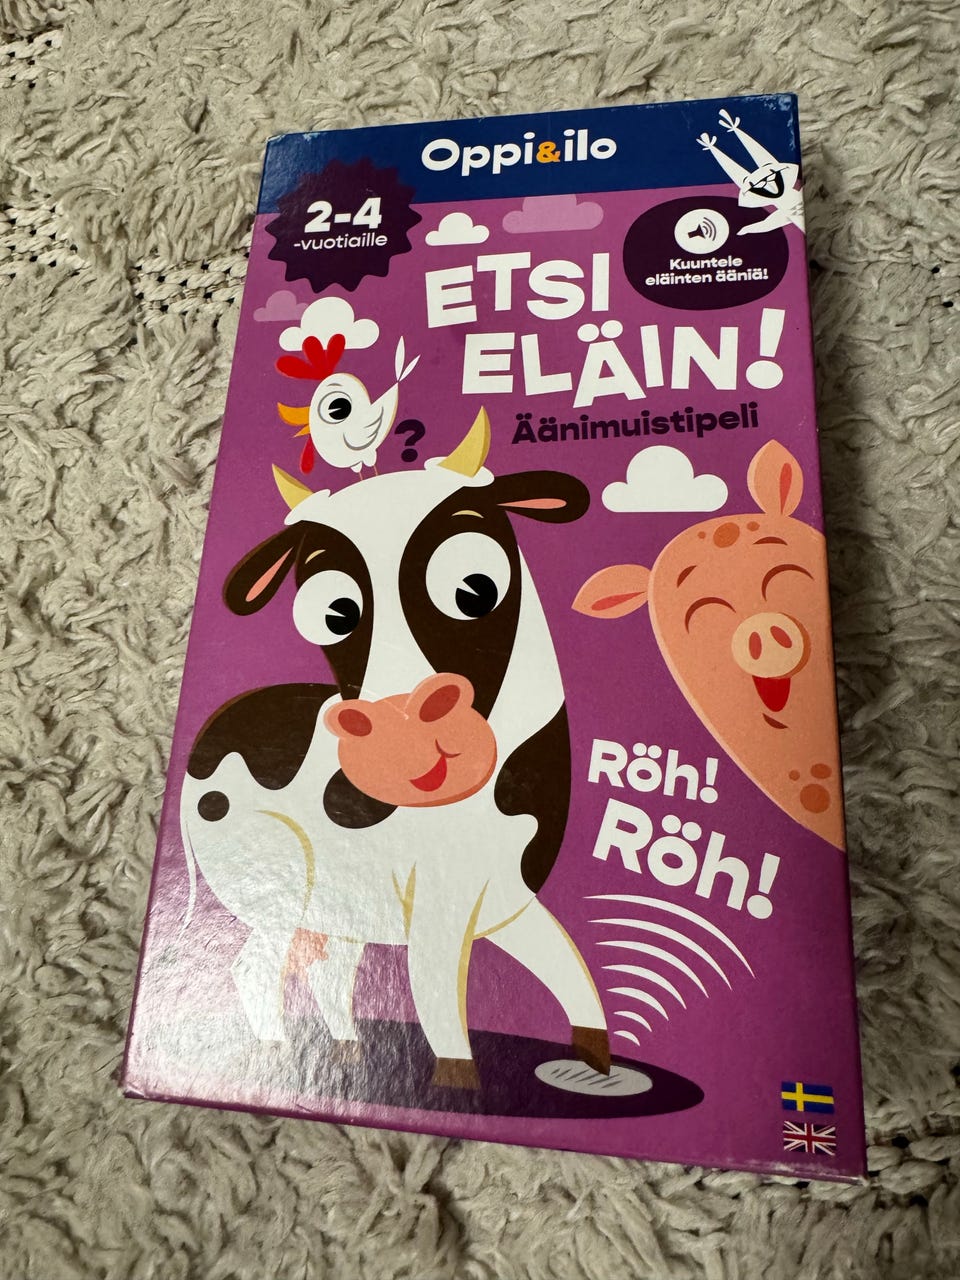 Oppi&ilo
2-4
-vuotiaille
Kuuntele
eläinten ääniä!
ETSI
ELÄIN!
Äänimuistipeli
?
Röh!
Röh!